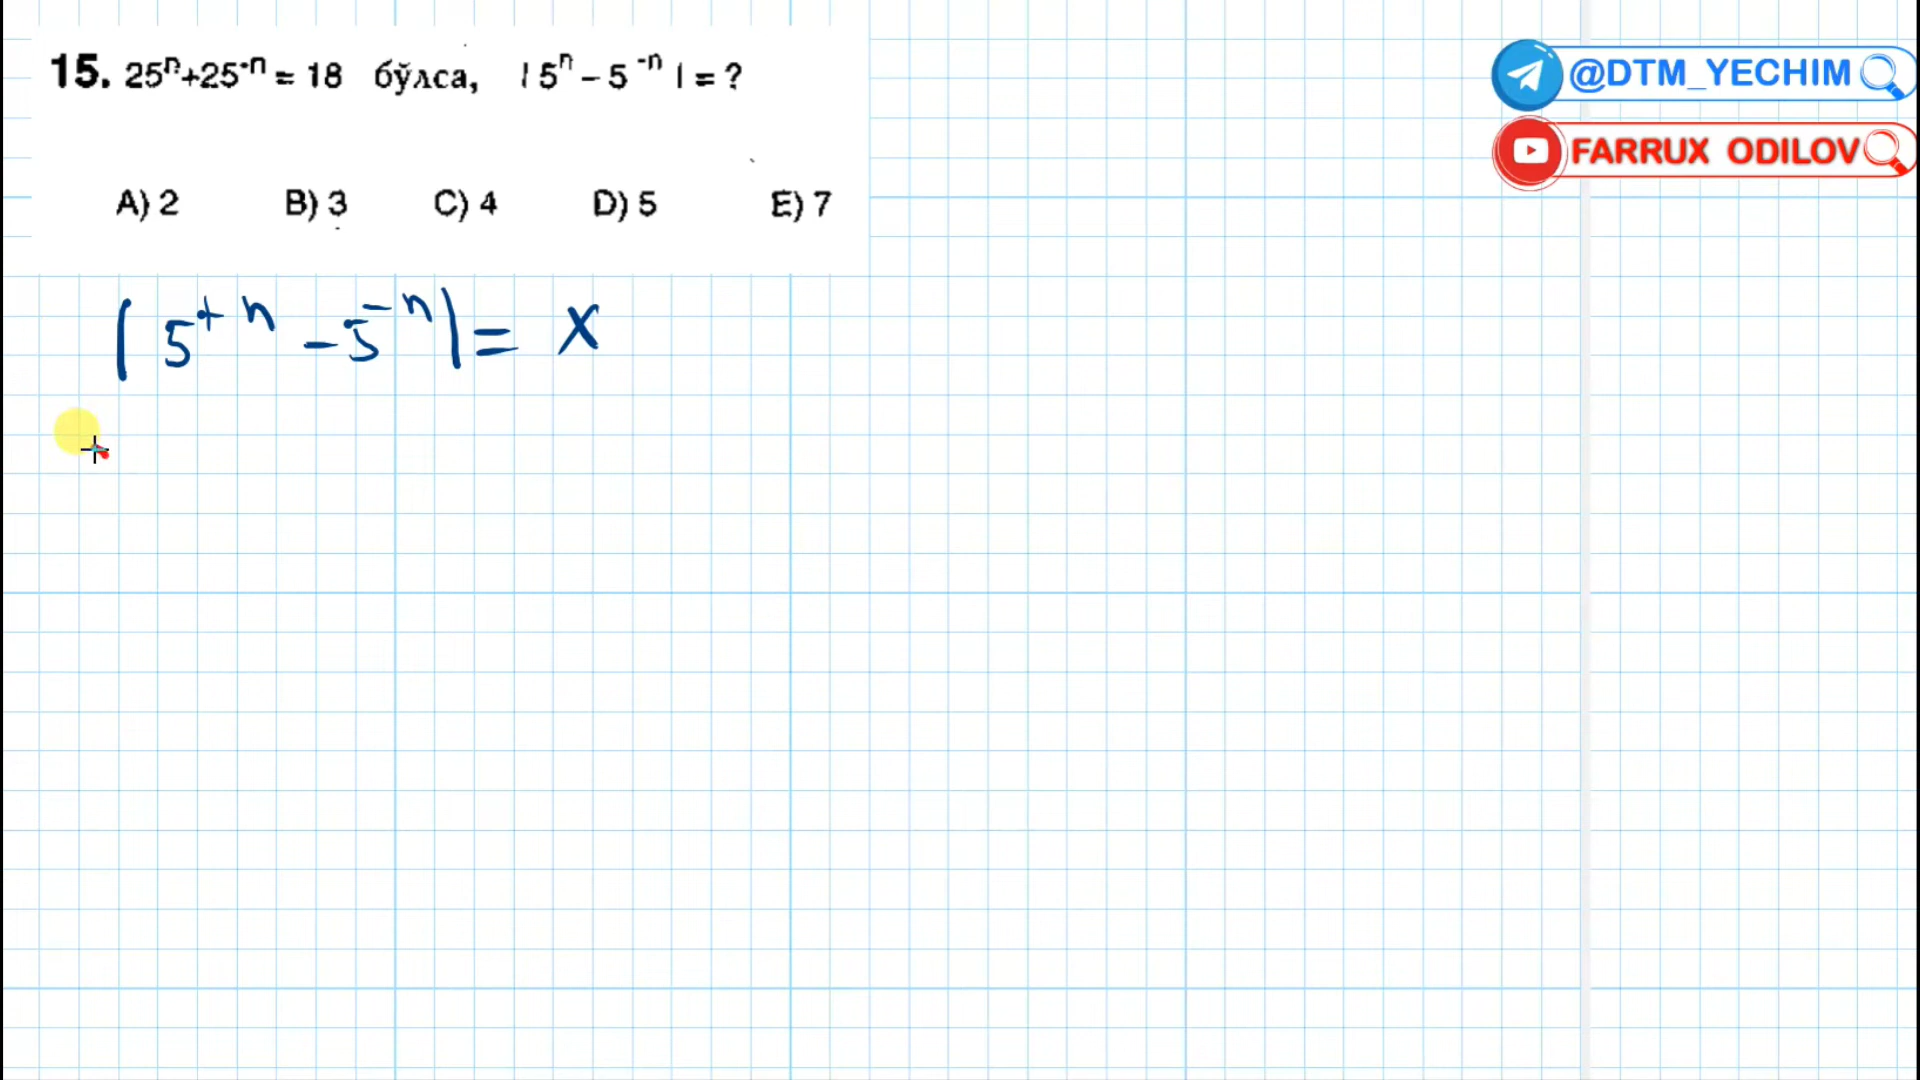 15. 25ⁿ+25⁻ⁿ = 18 бўлса, | 5ⁿ – 5⁻ⁿ | = ?
A) 2 B) 3 C) 4 D) 5 E) 7
| 5⁺ⁿ – 5⁻ⁿ | = x
@DTM_YECHIM
FARRUX ODILOV